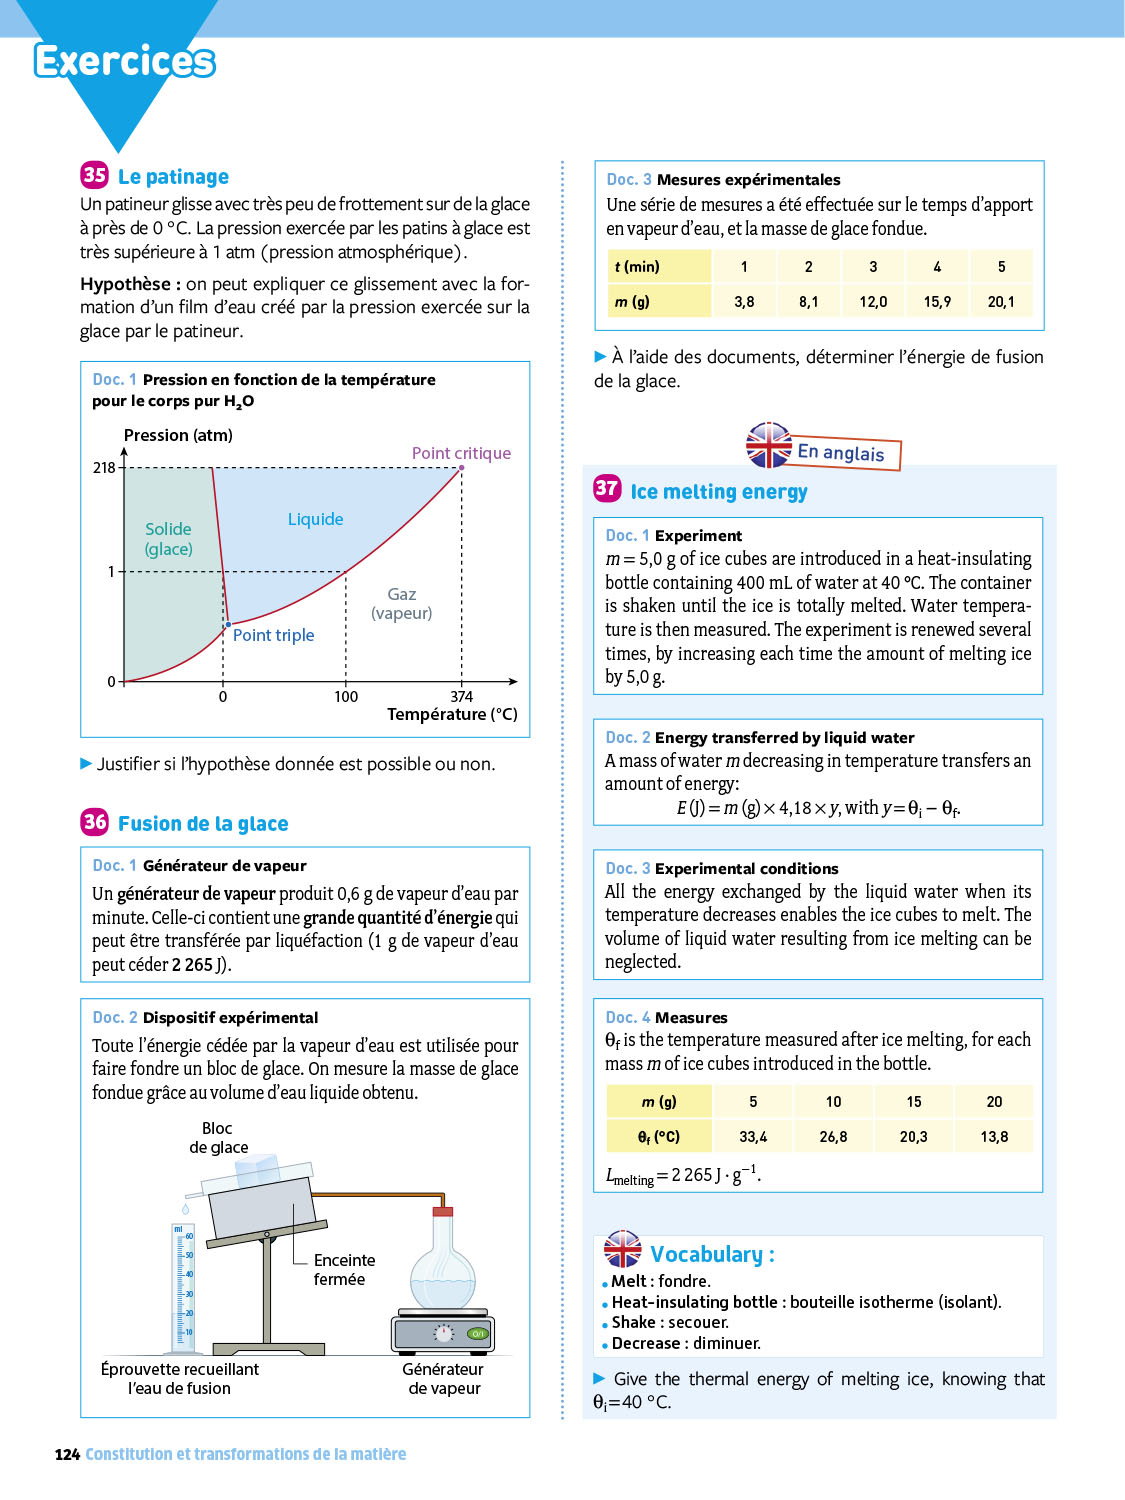 Exercices
35 Le patinage
Un patineur glisse avec très peu de frottement sur de la glace
à près de 0 °C. La pression exercée par les patins à glace est
très supérieure à 1 atm (pression atmosphérique).
Hypothèse : on peut expliquer ce glissement avec la for-
mation d'un film d'eau créé par la pression exercée sur la
glace par le patineur.
Doc. 1 Pression en fonction de la température
pour le corps pur H₂O
Pression (atm)
Point critique
218
Solide
(glace)
Liquide
1
Gaz
(vapeur)
Point triple
0
0 100 374
Température (°C)
► Justifier si l'hypothèse donnée est possible ou non.
36 Fusion de la glace
Doc. 1 Générateur de vapeur
Un générateur de vapeur produit 0,6 g de vapeur d'eau par
minute. Celle-ci contient une grande quantité d'énergie qui
peut être transférée par liquéfaction (1 g de vapeur d'eau
peut céder 2 265 J).
Doc. 2 Dispositif expérimental
Toute l'énergie cédée par la vapeur d'eau est utilisée pour
faire fondre un bloc de glace. On mesure la masse de glace
fondue grâce au volume d'eau liquide obtenu.
Bloc
de glace
ml
60
50
40
30
20
10
Enceinte
fermée
O/I
Éprouvette recueillant
l'eau de fusion
Générateur
de vapeur
Doc. 3 Mesures expérimentales
Une série de mesures a été effectuée sur le temps d'apport
en vapeur d'eau, et la masse de glace fondue.
t (min) 1 2 3 4 5
m (g) 3,8 8,1 12,0 15,9 20,1
► À l'aide des documents, déterminer l'énergie de fusion
de la glace.
En anglais
37 Ice melting energy
Doc. 1 Experiment
m = 5,0 g of ice cubes are introduced in a heat-insulating
bottle containing 400 mL of water at 40 °C. The container
is shaken until the ice is totally melted. Water tempera-
ture is then measured. The experiment is renewed several
times, by increasing each time the amount of melting ice
by 5,0 g.
Doc. 2 Energy transferred by liquid water
A mass of water m decreasing in temperature transfers an
amount of energy:
E (J) = m (g) × 4,18 × y, with y = θi − θf.
Doc. 3 Experimental conditions
All the energy exchanged by the liquid water when its
temperature decreases enables the ice cubes to melt. The
volume of liquid water resulting from ice melting can be
neglected.
Doc. 4 Measures
θf is the temperature measured after ice melting, for each
mass m of ice cubes introduced in the bottle.
m (g) 5 10 15 20
θf (°C) 33,4 26,8 20,3 13,8
Lmelting = 2 265 J · g⁻¹.
Vocabulary :
• Melt : fondre.
• Heat-insulating bottle : bouteille isotherme (isolant).
• Shake : secouer.
• Decrease : diminuer.
► Give the thermal energy of melting ice, knowing that
θi = 40 °C.
124 Constitution et transformations de la matière